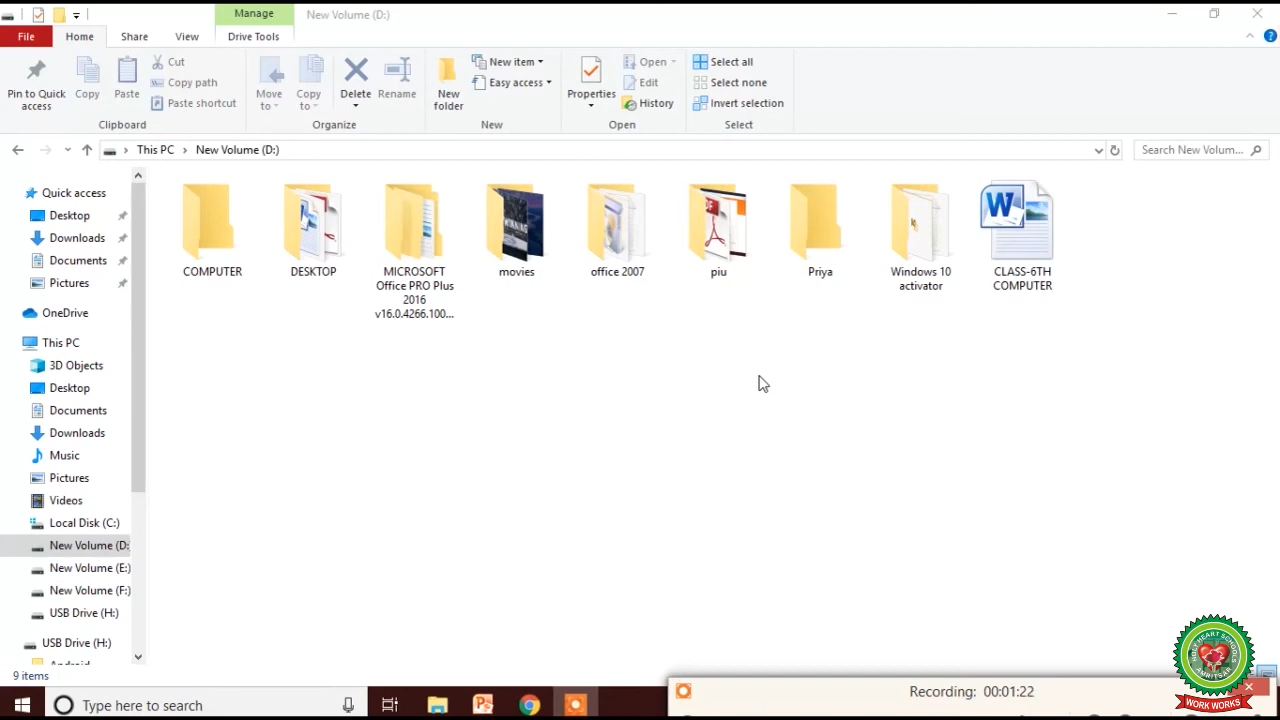 Manage
New Volume (D:)
File
Home
Share
View
Drive Tools
Pin to Quick access
Copy
Paste
Cut
Copy path
Paste shortcut
Clipboard
Move to
Copy to
Delete
Rename
Organize
New folder
New item
Easy access
New
Properties
Open
Edit
History
Open
Select all
Select none
Invert selection
Select
This PC
New Volume (D:)
Search New Volum...
Quick access
Desktop
Downloads
Documents
Pictures
OneDrive
This PC
3D Objects
Desktop
Documents
Downloads
Music
Pictures
Videos
Local Disk (C:)
New Volume (D:
New Volume (E:)
New Volume (F:)
USB Drive (H:)
USB Drive (H:)
Android
COMPUTER
DESKTOP
MICROSOFT
Office PRO Plus
2016
v16.0.4266.100...
movies
office 2007
piu
Priya
Windows 10
activator
CLASS-6TH
COMPUTER
9 items
Type here to search
Recording: 00:01:22
HOLY HEART SCHOOLS
AMRITSAR
WORK WORKS